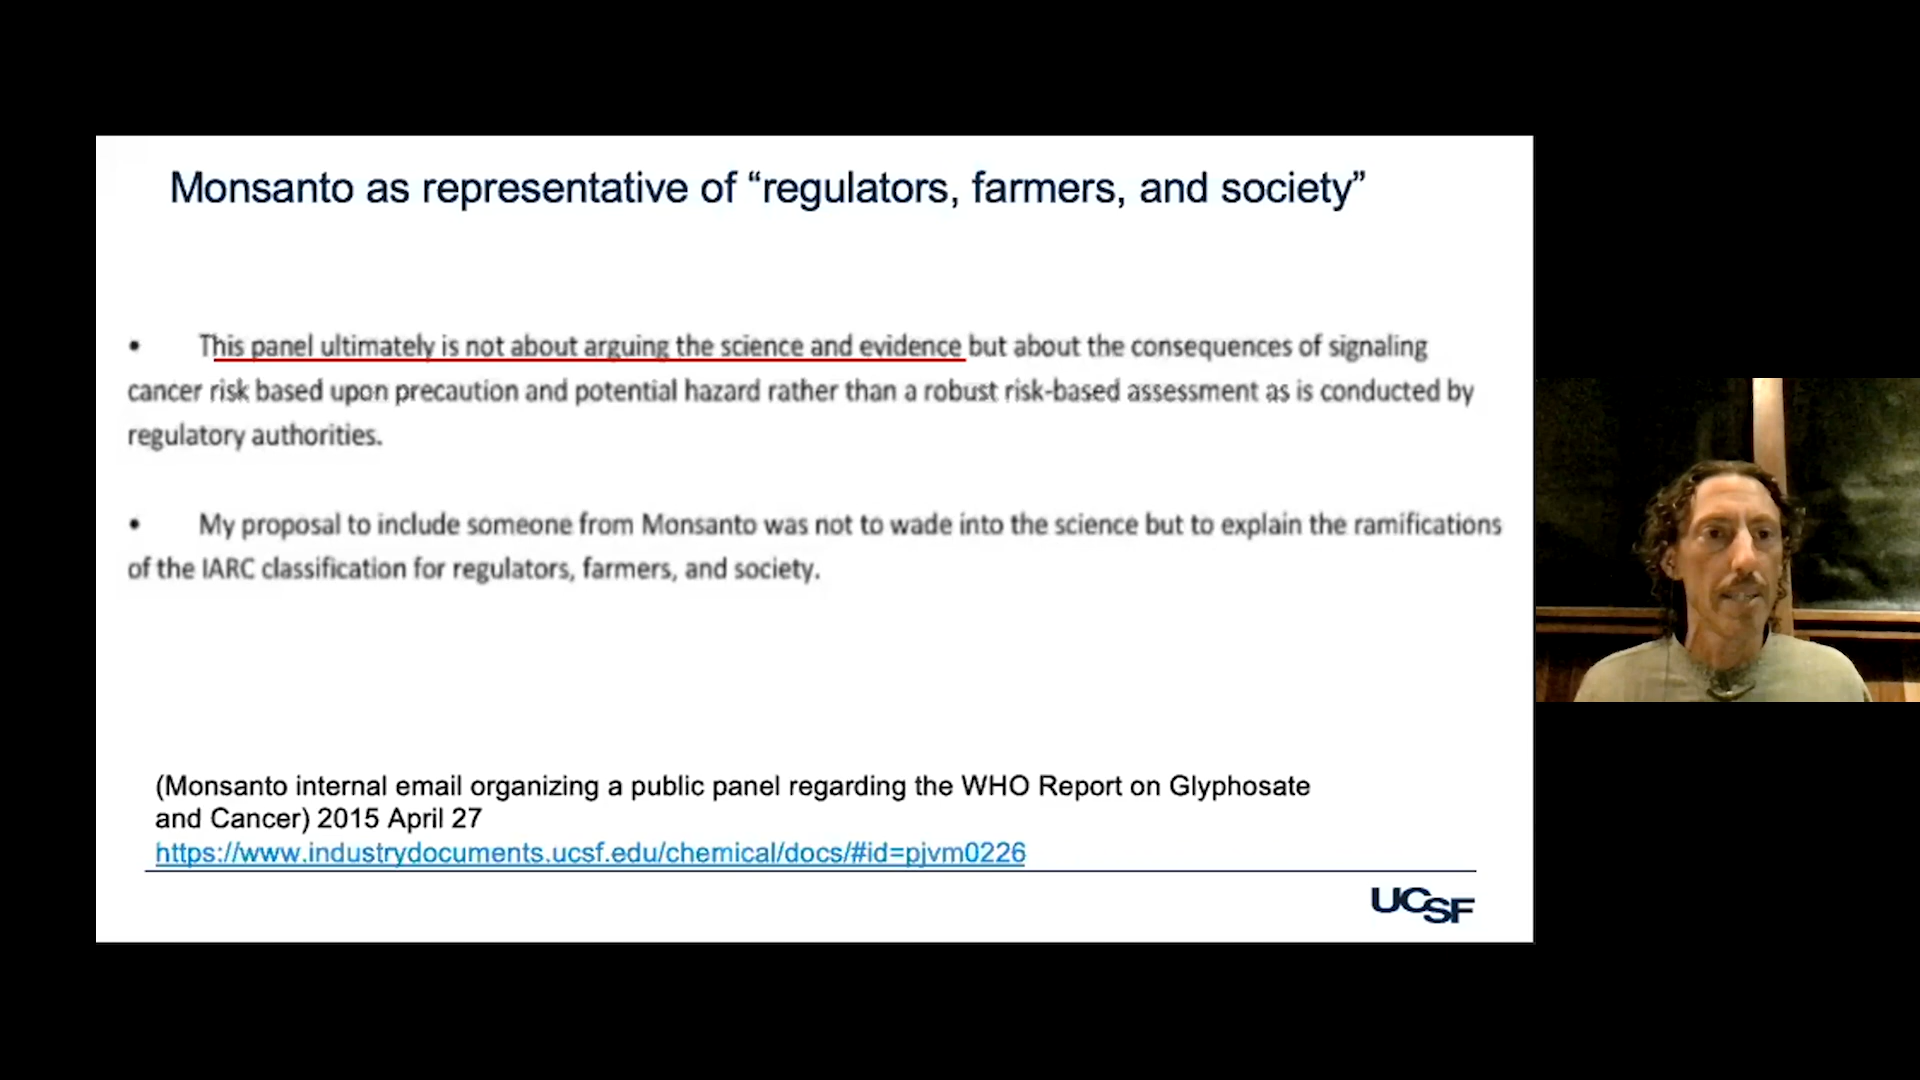 Monsanto as representative of “regulators, farmers, and society”
• This panel ultimately is not about arguing the science and evidence but about the consequences of signaling
cancer risk based upon precaution and potential hazard rather than a robust risk-based assessment as is conducted by
regulatory authorities.
• My proposal to include someone from Monsanto was not to wade into the science but to explain the ramifications
of the IARC classification for regulators, farmers, and society.
(Monsanto internal email organizing a public panel regarding the WHO Report on Glyphosate
and Cancer) 2015 April 27
https://www.industrydocuments.ucsf.edu/chemical/docs/#id=pjvm0226
UCSF